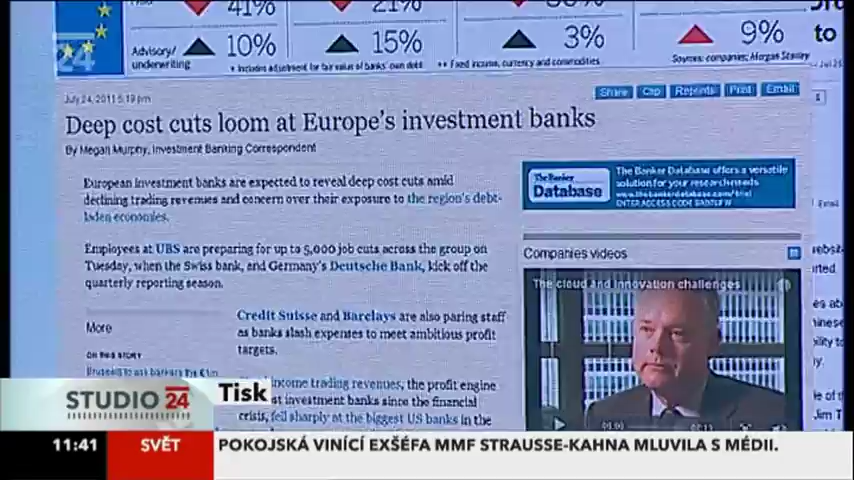 41%
21%
Advisory/
underwriting
10%
15%
3%
9%
to
* Includes adjustment for fair value of banks' own debt
** Fixed income, currency and commodities
Sources: companies; Morgan Stanley
24
July 24, 2011 5:19 pm
Share
Clip
Reprints
Print
Email
Deep cost cuts loom at Europe's investment banks
By Megan Murphy, Investment Banking Correspondent
European investment banks are expected to reveal deep cost cuts amid
declining trading revenues and concern over their exposure to the region's debt-
laden economies.
The Banker
Database
The Banker Database offers a versatile
solution for your research needs
Employees at UBS are preparing for up to 5,000 job cuts across the group on
Tuesday, when the Swiss bank, and Germany's Deutsche Bank, kick off the
quarterly reporting season.
Companies videos
The cloud and innovation challenges
Credit Suisse and Barclays are also paring staff
as banks slash expenses to meet ambitious profit
targets.
More
ON THIS STORY
income trading revenues, the profit engine
st investment banks since the financial
crisis, fell sharply at the biggest US banks in the
STUDIO 24
Tisk
11:41
SVĚT
POKOJSKÁ VINÍCÍ EXŠÉFA MMF STRAUSSE-KAHNA MLUVILA S MÉDII.